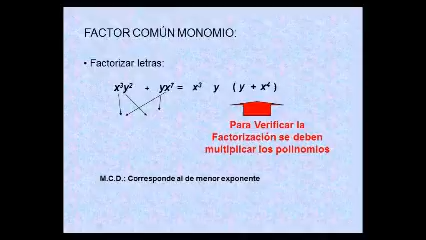 FACTOR COMÚN MONOMIO:
• Factorizar letras:
x³y² + yx⁷ = x³ y ( y + x⁴ )
Para Verificar la
Factorización se deben
multiplicar los polinomios
M.C.D.: Corresponde al de menor exponente